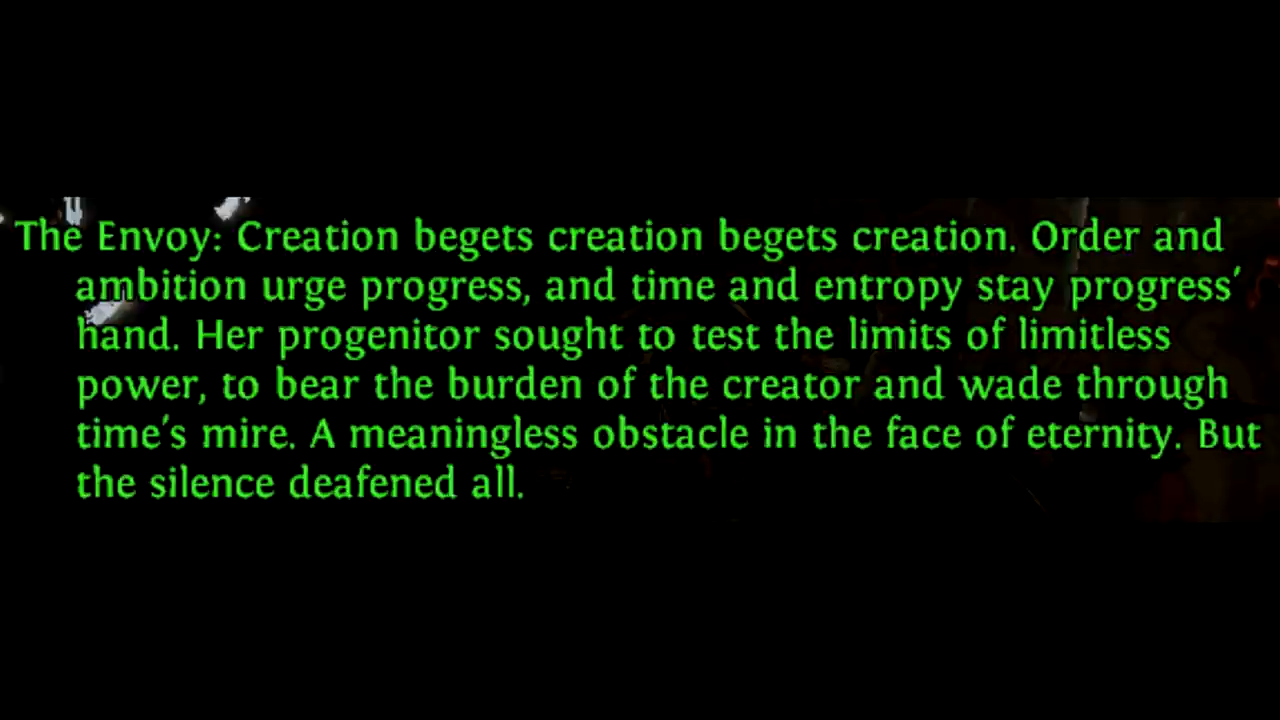 The Envoy: Creation begets creation begets creation. Order and
ambition urge progress, and time and entropy stay progress'
hand. Her progenitor sought to test the limits of limitless
power, to bear the burden of the creator and wade through
time's mire. A meaningless obstacle in the face of eternity. But
the silence deafened all.